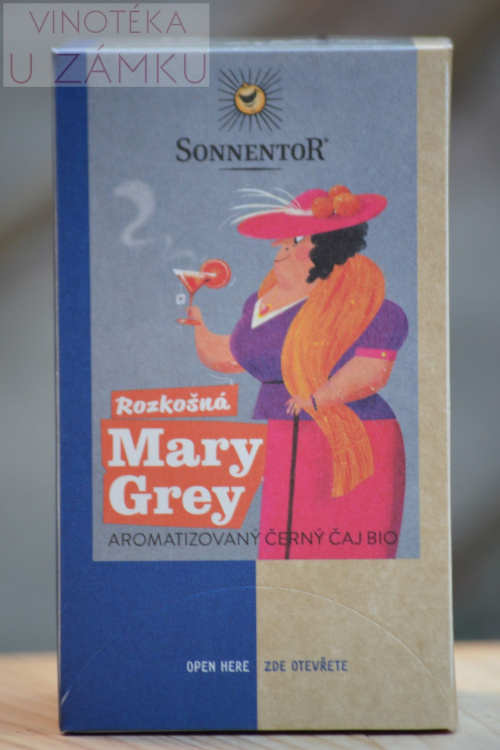 VINOTÉKA
U ZÁMKU
SONNENTOR®
Rozkošná
Mary
Grey
AROMATIZOVANÝ ČERNÝ ČAJ BIO
OPEN HERE ZDE OTEVŘETE